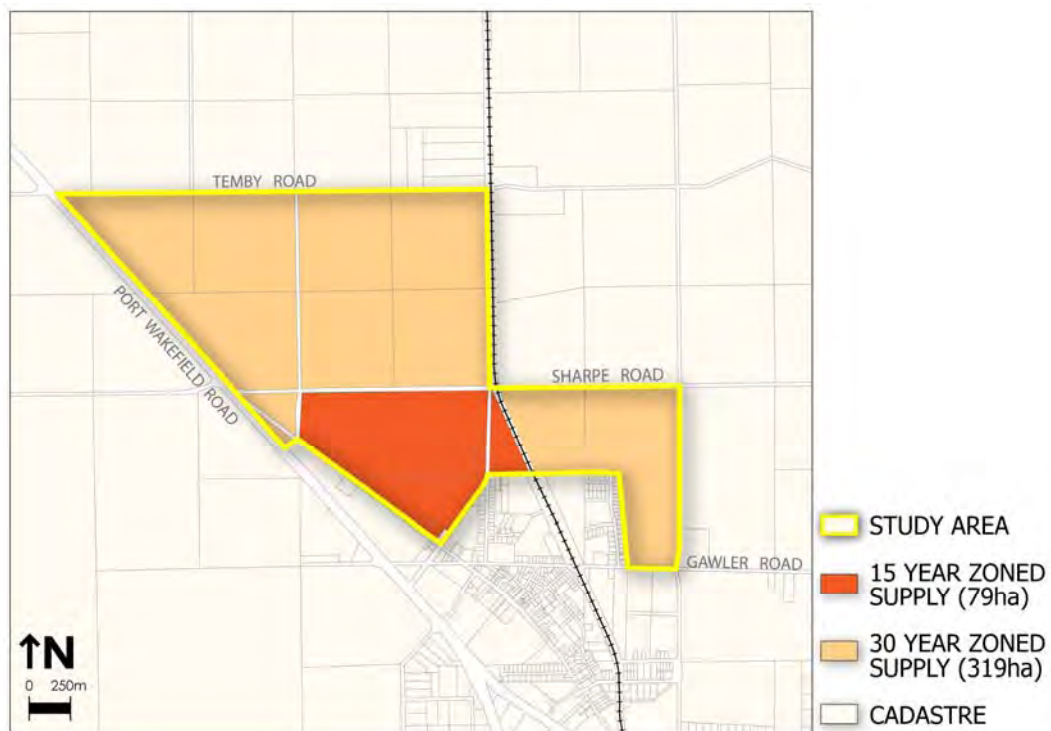 TEMBY ROAD
PORT WAKEFIELD ROAD
SHARPE ROAD
GAWLER ROAD
↑N
0 250m
STUDY AREA
15 YEAR ZONED
SUPPLY (79ha)
30 YEAR ZONED
SUPPLY (319ha)
CADASTRE